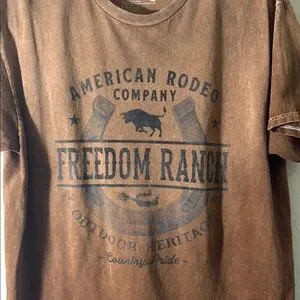 AMERICAN RODEO
COMPANY
FREEDOM RANCH
OUTDOOR HERITAGE
~ Country Pride ~